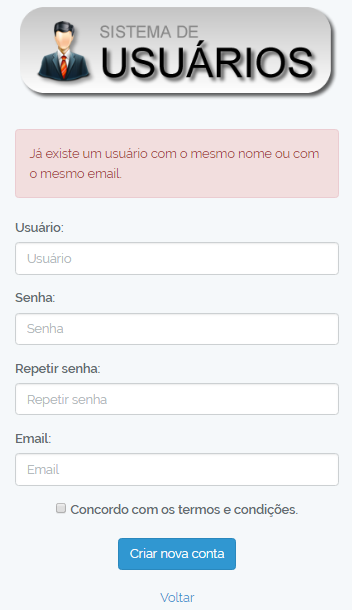 SISTEMA DE
USUÁRIOS
Já existe um usuário com o mesmo nome ou com
o mesmo email.
Usuário:
Usuário
Senha:
Senha
Repetir senha:
Repetir senha
Email:
Email
Concordo com os termos e condições.
Criar nova conta
Voltar